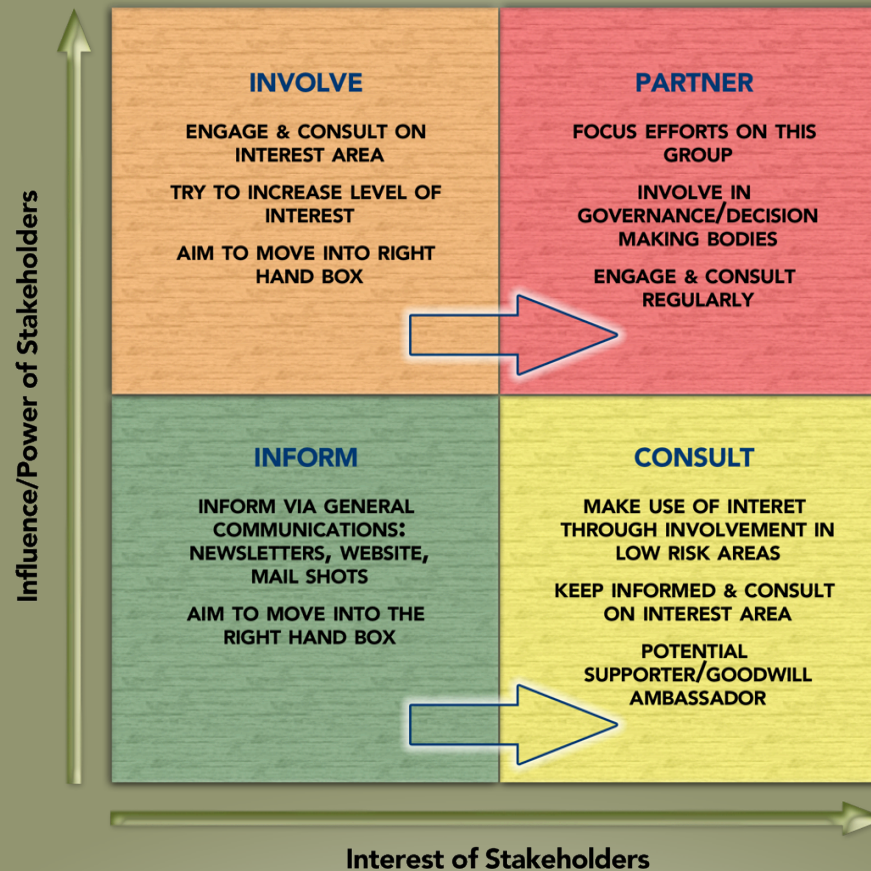 INVOLVE
ENGAGE & CONSULT ON
INTEREST AREA
TRY TO INCREASE LEVEL OF
INTEREST
AIM TO MOVE INTO RIGHT
HAND BOX
PARTNER
FOCUS EFFORTS ON THIS
GROUP
INVOLVE IN
GOVERNANCE/DECISION
MAKING BODIES
ENGAGE & CONSULT
REGULARLY
Influence/Power of Stakeholders
INFORM
INFORM VIA GENERAL
COMMUNICATIONS:
NEWSLETTERS, WEBSITE,
MAIL SHOTS
AIM TO MOVE INTO THE
RIGHT HAND BOX
CONSULT
MAKE USE OF INTERET
THROUGH INVOLVEMENT IN
LOW RISK AREAS
KEEP INFORMED & CONSULT
ON INTEREST AREA
POTENTIAL
SUPPORTER/GOODWILL
AMBASSADOR
Interest of Stakeholders